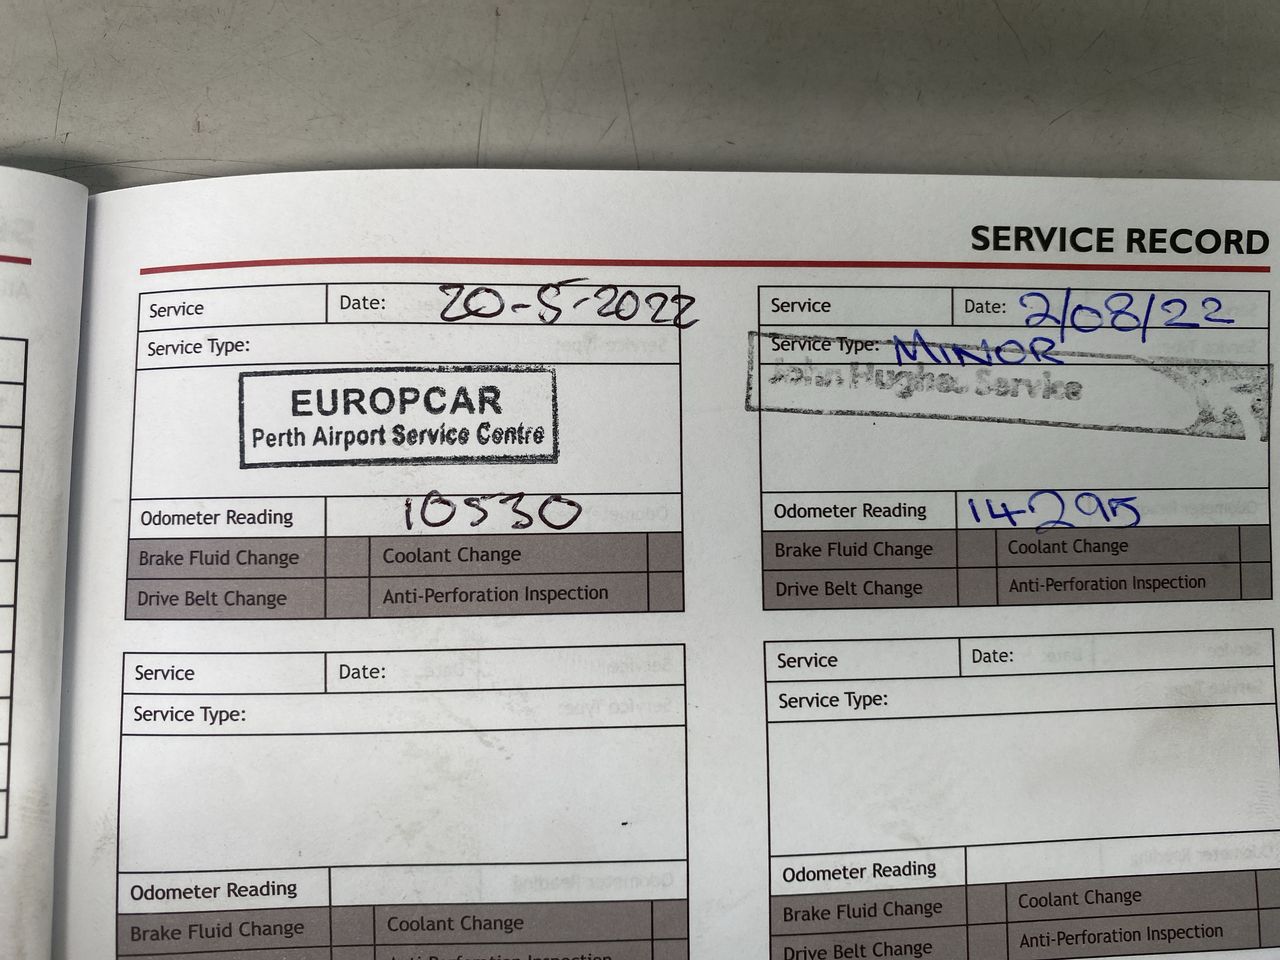 SERVICE RECORD
Service Date: 20-5-2022
Service Type:
EUROPCAR
Perth Airport Service Centre
Odometer Reading 10530
Brake Fluid Change Coolant Change
Drive Belt Change Anti-Perforation Inspection
Service Date: 2/08/22
Service Type: MINOR
John Hughes Service
Odometer Reading 14295
Brake Fluid Change Coolant Change
Drive Belt Change Anti-Perforation Inspection
Service Date:
Service Type:
Odometer Reading
Brake Fluid Change Coolant Change
Anti-Perforation Inspection
Service Date:
Service Type:
Odometer Reading
Brake Fluid Change Coolant Change
Drive Belt Change Anti-Perforation Inspection